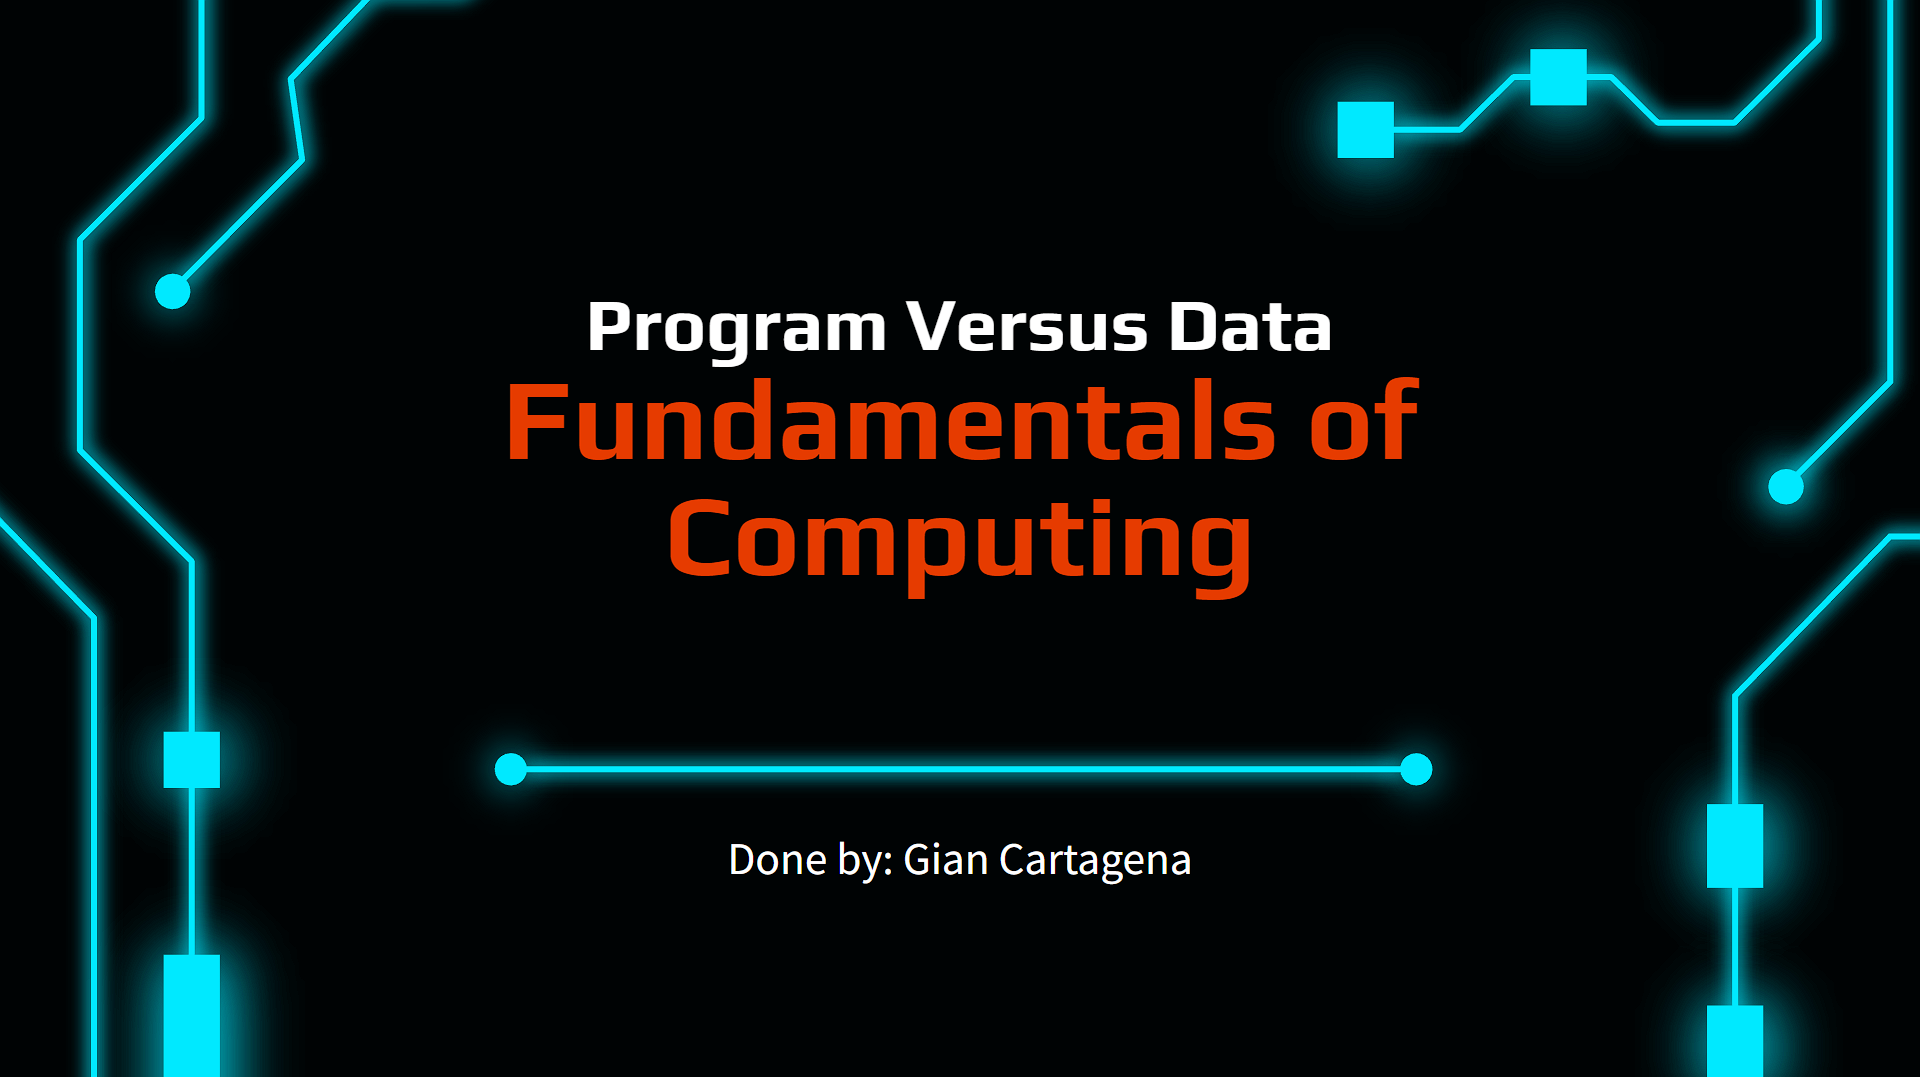 Program Versus Data
Fundamentals of
Computing
Done by: Gian Cartagena